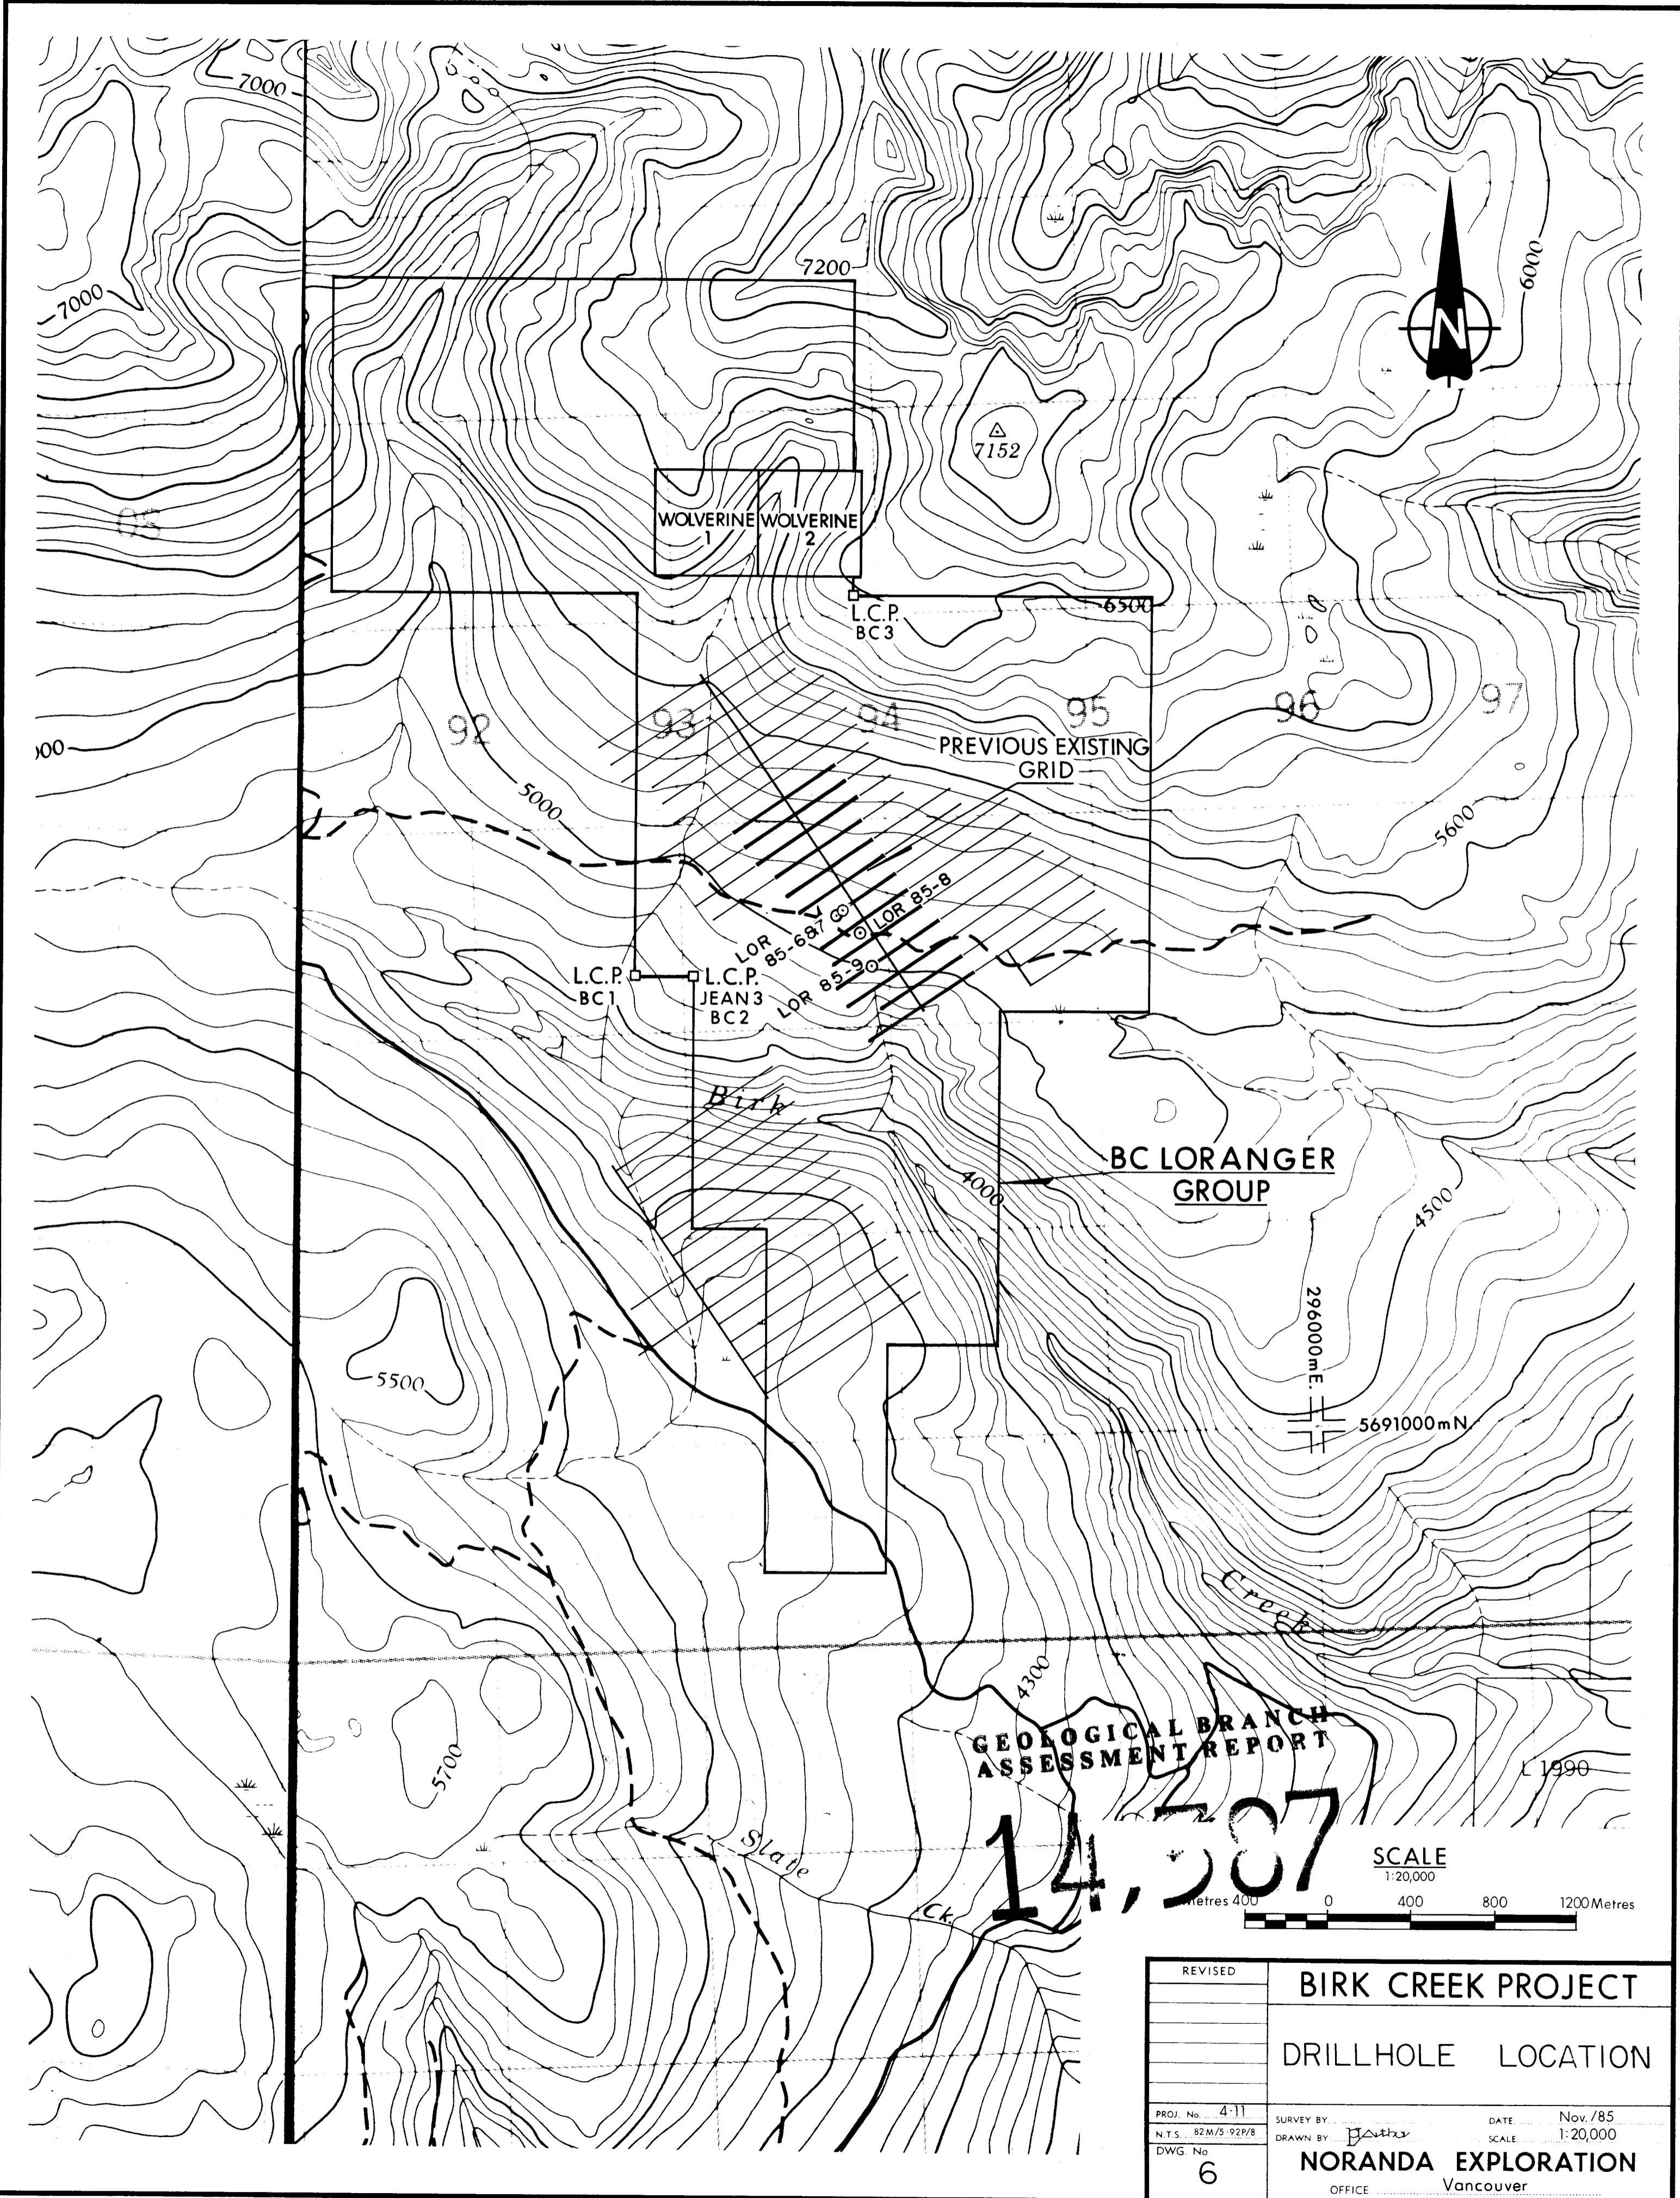 7000
7200
7000
6000
N
7152
WOLVERINE
1
WOLVERINE
2
L.C.P.
BC3
6500
92
93
94
95
96
97
PREVIOUS EXISTING
GRID
000
5000
5600
LOR 85-8
LOR
85-6&7
LOR 85-9
L.C.P.
BC1
L.C.P.
JEAN 3
BC2
Birk
4000
BC LORANGER
GROUP
4500
296000mE.
5691000mN.
5500
Creek
4300
5700
GEOLOGICAL BRANCH
ASSESSMENT REPORT
14,587
L 1990
Slate
Ck.
SCALE
1:20,000
Metres 400 0 400 800 1200 Metres
REVISED
BIRK CREEK PROJECT
DRILLHOLE LOCATION
PROJ. No. 4-11
N.T.S. 82M/5-92P/8
DWG. No
6
SURVEY BY
DATE Nov./85
DRAWN BY
SCALE 1:20,000
NORANDA EXPLORATION
OFFICE Vancouver